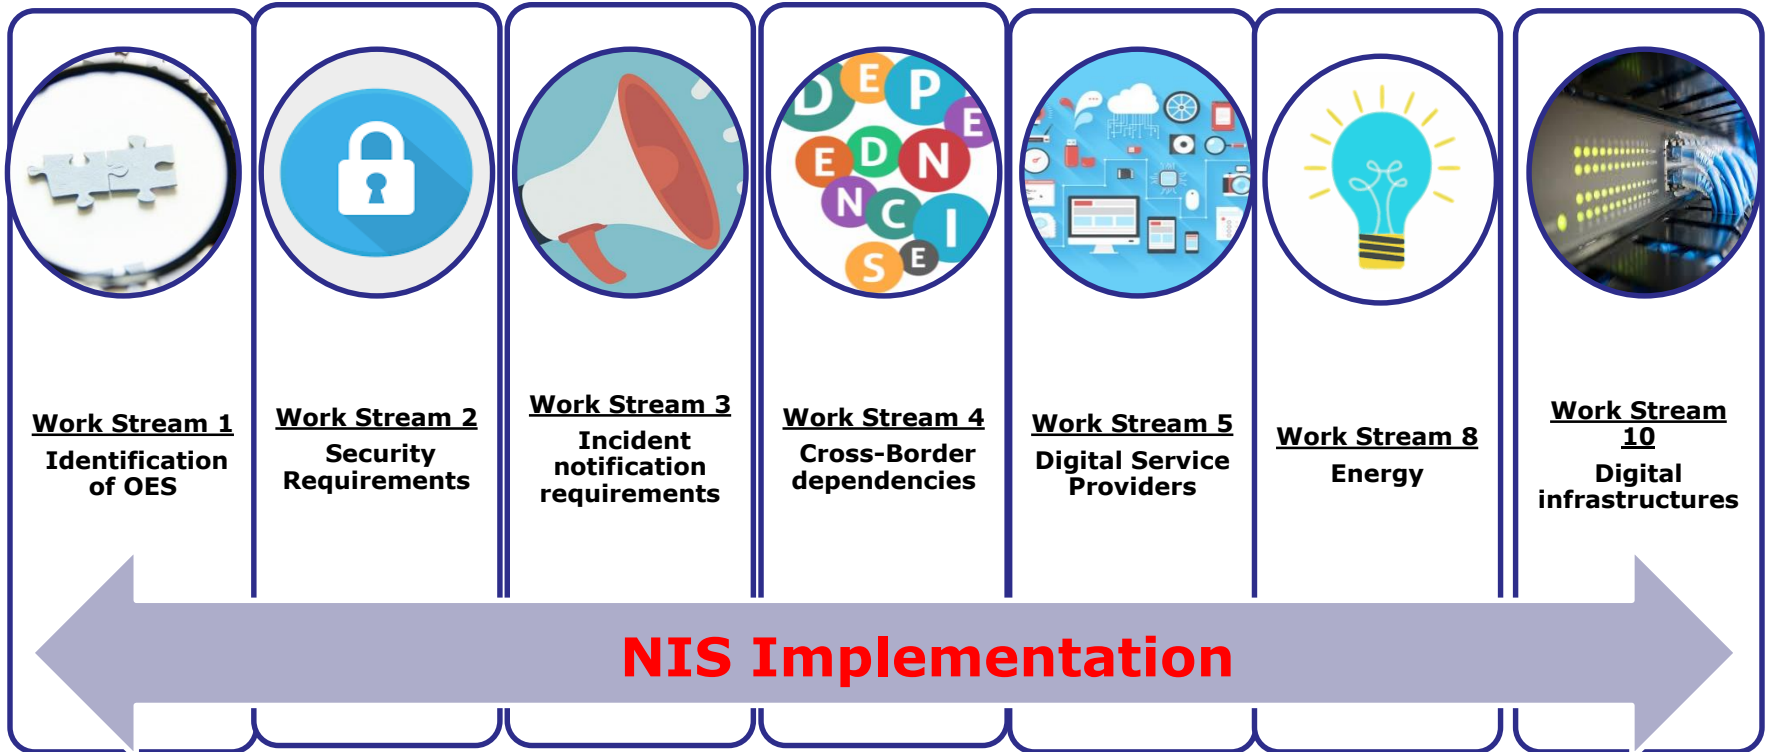 D E P E
E D N
N C I
S E
Work Stream 1
Identification
of OES
Work Stream 2
Security
Requirements
Work Stream 3
Incident
notification
requirements
Work Stream 4
Cross-Border
dependencies
Work Stream 5
Digital Service
Providers
Work Stream 8
Energy
Work Stream
10
Digital
infrastructures
NIS Implementation